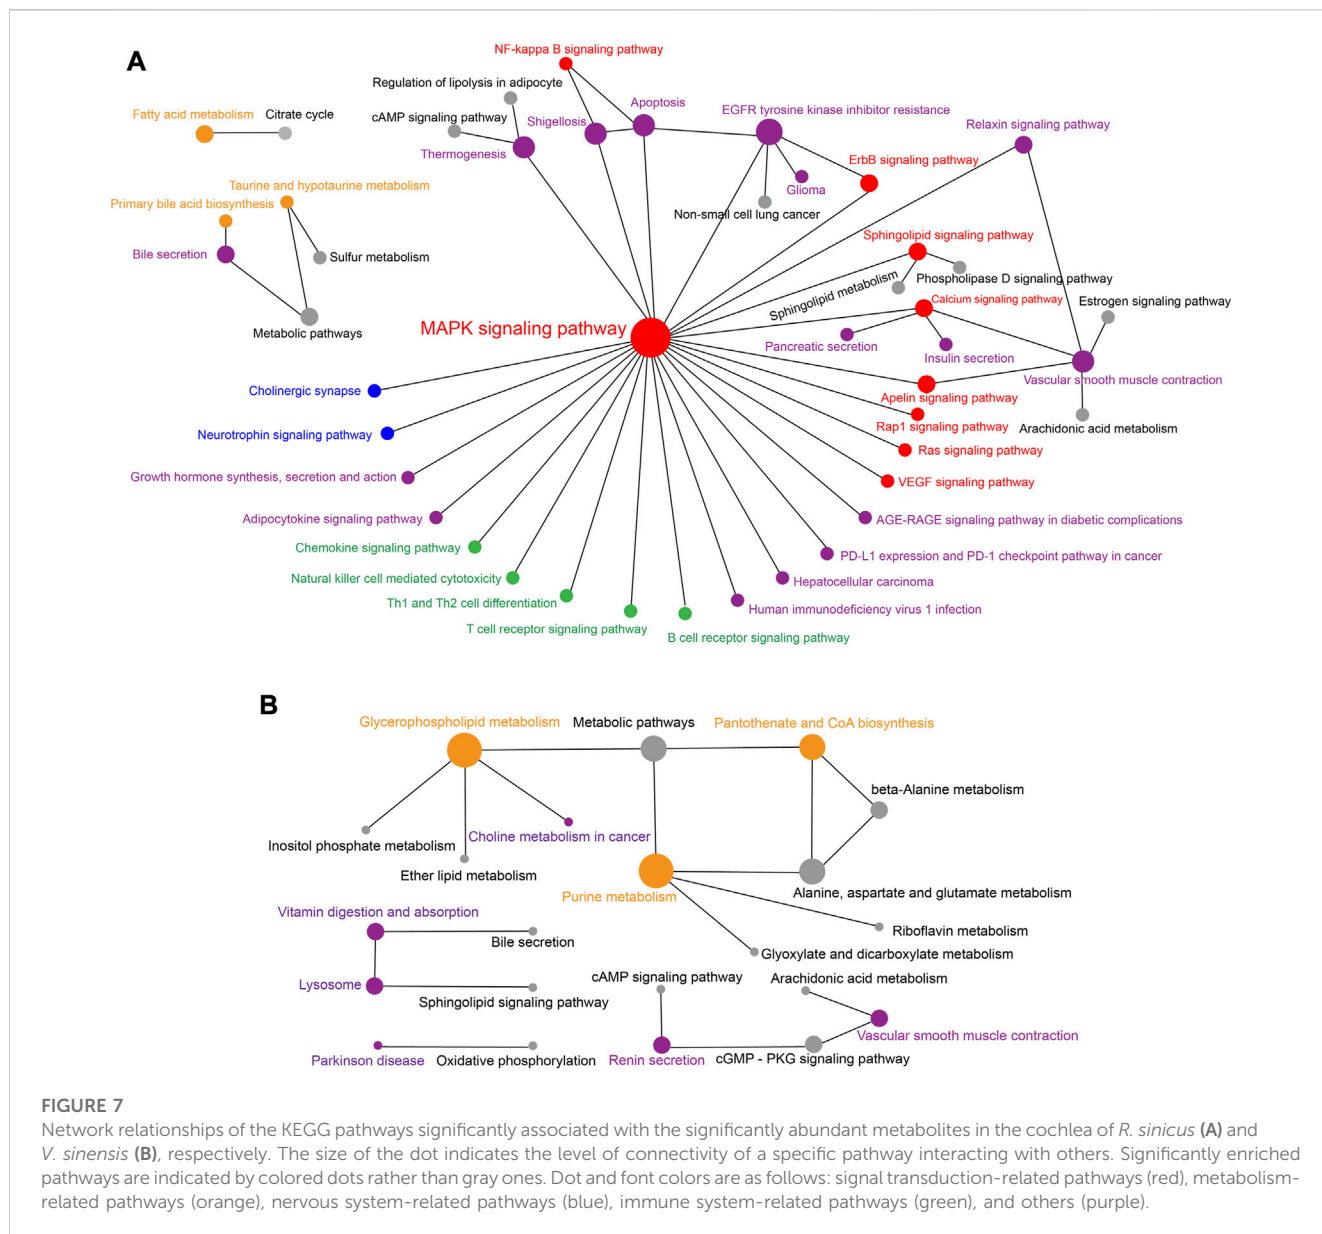 A
NF-kappa B signaling pathway
Regulation of lipolysis in adipocyte
Apoptosis
EGFR tyrosine kinase inhibitor resistance
Fatty acid metabolism
Citrate cycle
cAMP signaling pathway
Shigellosis
Relaxin signaling pathway
Thermogenesis
ErbB signaling pathway
Taurine and hypotaurine metabolism
Glioma
Primary bile acid biosynthesis
Non-small cell lung cancer
Sphingolipid signaling pathway
Bile secretion
Sulfur metabolism
Phospholipase D signaling pathway
Sphingolipid metabolism
Calcium signaling pathway
Estrogen signaling pathway
Metabolic pathways
MAPK signaling pathway
Pancreatic secretion
Insulin secretion
Vascular smooth muscle contraction
Cholinergic synapse
Apelin signaling pathway
Rap1 signaling pathway
Arachidonic acid metabolism
Neurotrophin signaling pathway
Ras signaling pathway
Growth hormone synthesis, secretion and action
VEGF signaling pathway
Adipocytokine signaling pathway
AGE-RAGE signaling pathway in diabetic complications
Chemokine signaling pathway
PD-L1 expression and PD-1 checkpoint pathway in cancer
Natural killer cell mediated cytotoxicity
Hepatocellular carcinoma
Th1 and Th2 cell differentiation
Human immunodeficiency virus 1 infection
T cell receptor signaling pathway
B cell receptor signaling pathway
B
Glycerophospholipid metabolism
Metabolic pathways
Pantothenate and CoA biosynthesis
beta-Alanine metabolism
Inositol phosphate metabolism
Choline metabolism in cancer
Ether lipid metabolism
Purine metabolism
Alanine, aspartate and glutamate metabolism
Vitamin digestion and absorption
Riboflavin metabolism
Bile secretion
Glyoxylate and dicarboxylate metabolism
cAMP signaling pathway
Arachidonic acid metabolism
Lysosome
Sphingolipid signaling pathway
Vascular smooth muscle contraction
Parkinson disease
Oxidative phosphorylation
Renin secretion
cGMP - PKG signaling pathway
FIGURE 7
Network relationships of the KEGG pathways significantly associated with the significantly abundant metabolites in the cochlea of R. sinicus (A) and
V. sinensis (B), respectively. The size of the dot indicates the level of connectivity of a specific pathway interacting with others. Significantly enriched
pathways are indicated by colored dots rather than gray ones. Dot and font colors are as follows: signal transduction-related pathways (red), metabolism-
related pathways (orange), nervous system-related pathways (blue), immune system-related pathways (green), and others (purple).